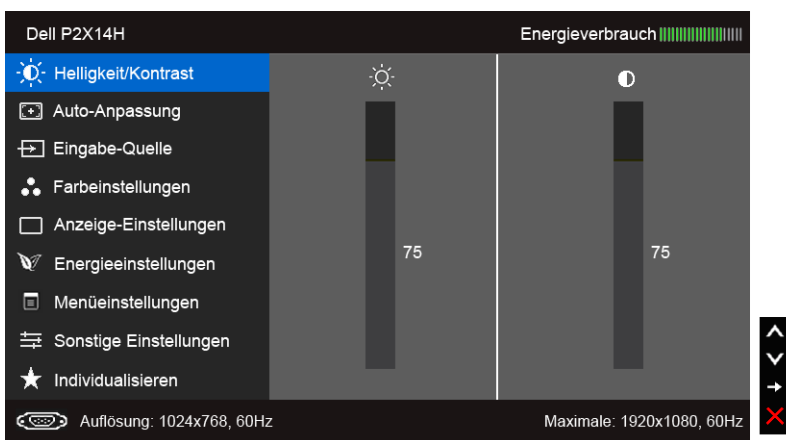 Dell P2X14H
Energieverbrauch
Helligkeit/Kontrast
Auto-Anpassung
Eingabe-Quelle
Farbeinstellungen
Anzeige-Einstellungen
Energieeinstellungen
Menüeinstellungen
Sonstige Einstellungen
Individualisieren
75
75
Auflösung: 1024x768, 60Hz
Maximale: 1920x1080, 60Hz